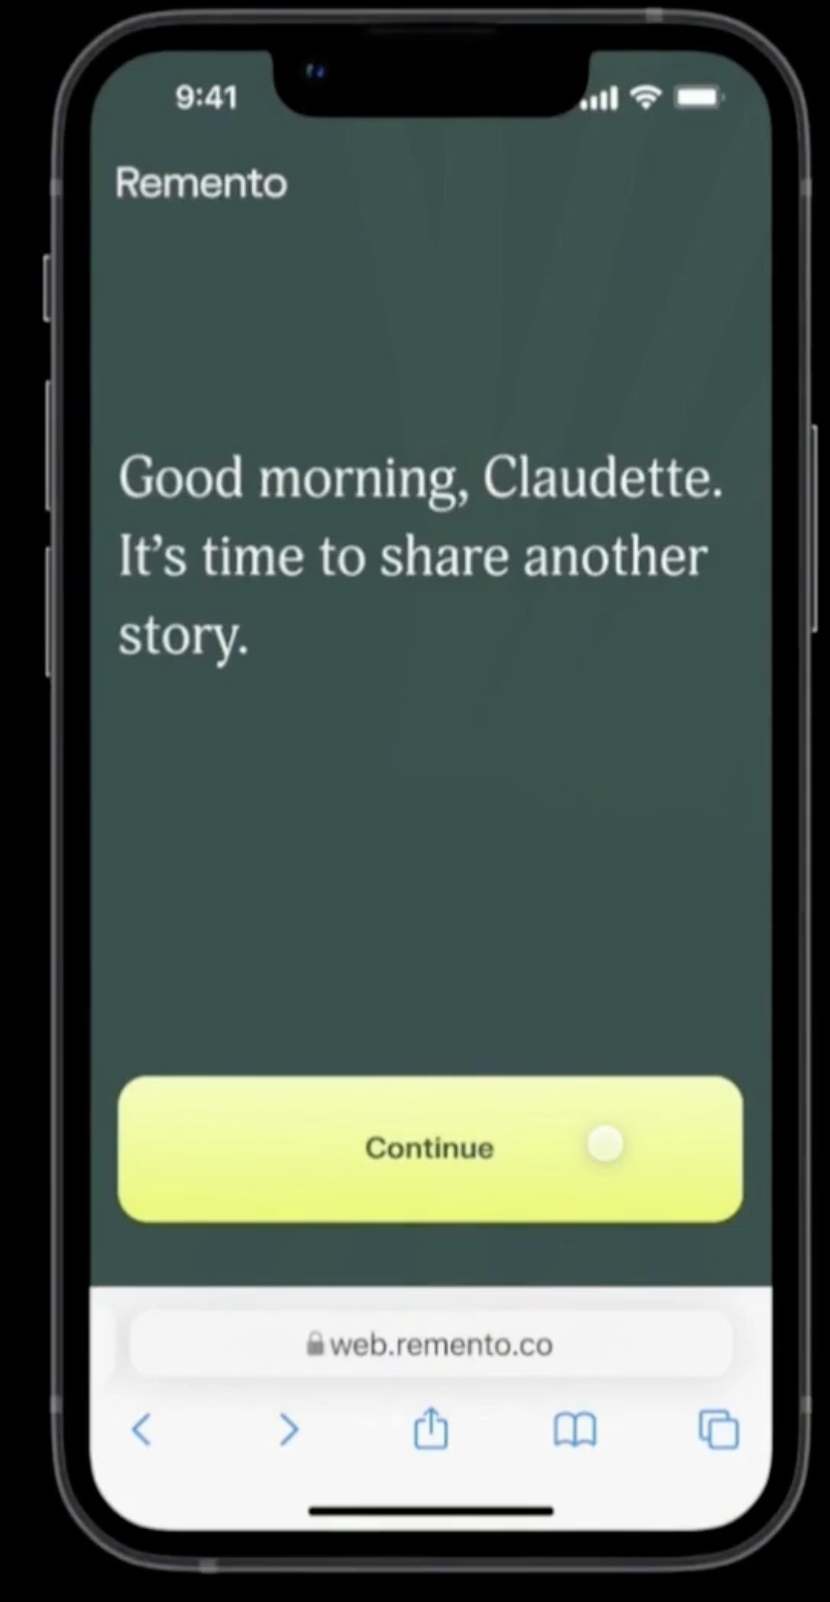 9:41
Remento
Good morning, Claudette.
It’s time to share another
story.
Continue
web.remento.co